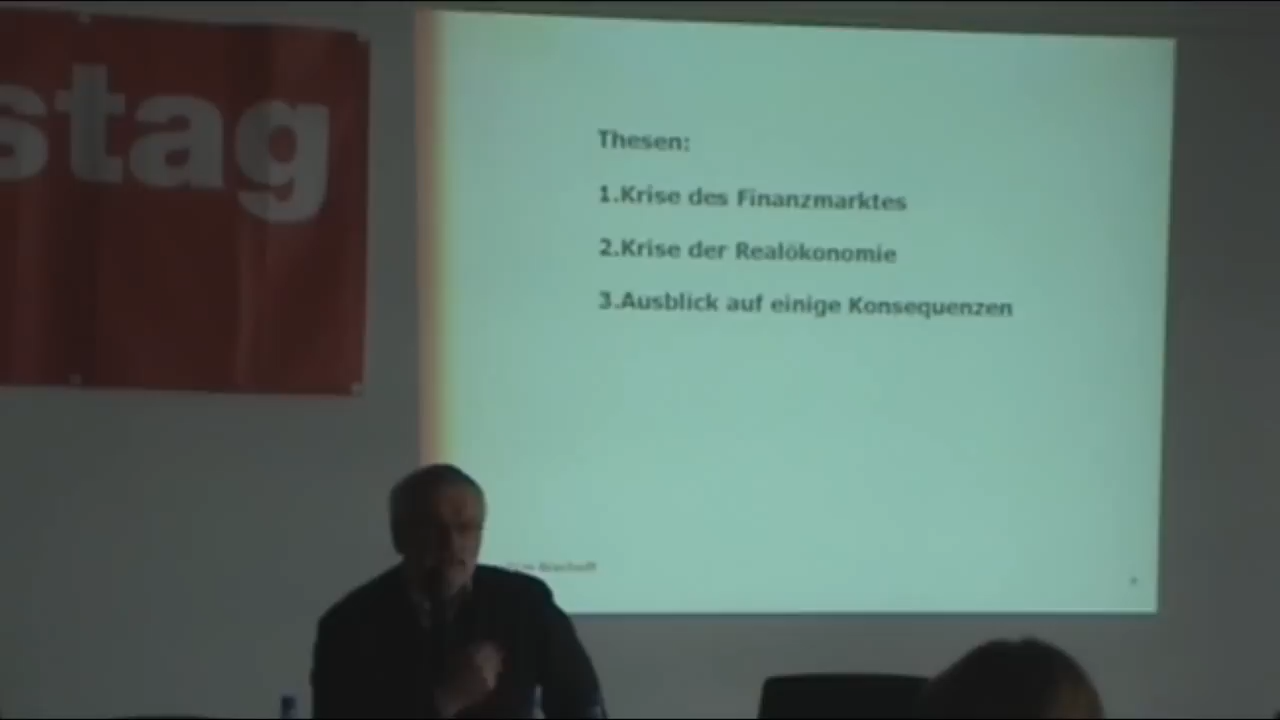 stag
Thesen:
1.Krise des Finanzmarktes
2.Krise der Realökonomie
3.Ausblick auf einige Konsequenzen